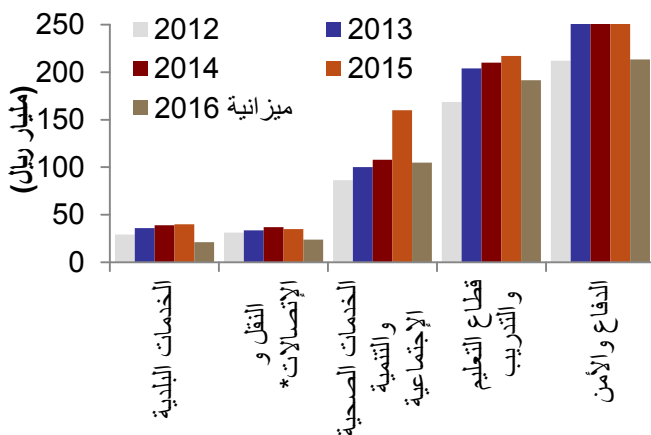 2012
2013
2014
2015
ميزانية 2016
(مليار ريال)
250
200
150
100
50
0
الخدمات البلدية
النقل و
الإتصالات*
الخدمات الصحية
والتنمية
الإجتماعية
قطاع التعليم
والتدريب
الدفاع والأمن